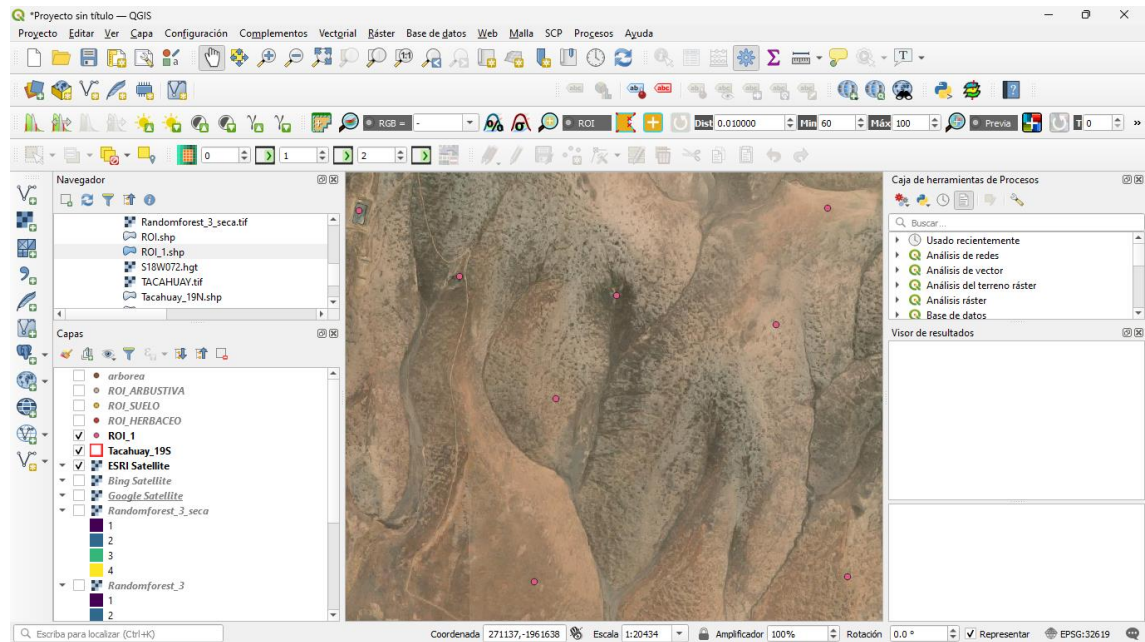 *Proyecto sin título — QGIS
Proyecto Editar Ver Capa Configuración Complementos Vectorial Ráster Base de datos Web Malla SCP Procesos Ayuda
RGB = - ROI Dist 0.010000 Mín 60 Máx 100 Previa T 0 »
0 1 2
Navegador
Randomforest_3_seca.tif
ROI.shp
ROI_1.shp
S18W072.hgt
TACAHUAY.tif
Tacahuay_19N.shp
Capas
arborea
ROI_ARBUSTIVA
ROI_SUELO
ROI_HERBACEO
ROI_1
Tacahuay_19S
ESRI Satellite
Bing Satellite
Google Satellite
Randomforest_3_seca
1
2
3
4
Randomforest_3
1
2
Caja de herramientas de Procesos
Buscar...
Usado recientemente
Análisis de redes
Análisis de vector
Análisis del terreno ráster
Análisis ráster
Base de datos
Visor de resultados
Escriba para localizar (Ctrl+K) Coordenada 271137,-1961638 Escala 1:20434 Amplificador 100% Rotación 0.0 ° Representar EPSG:32619